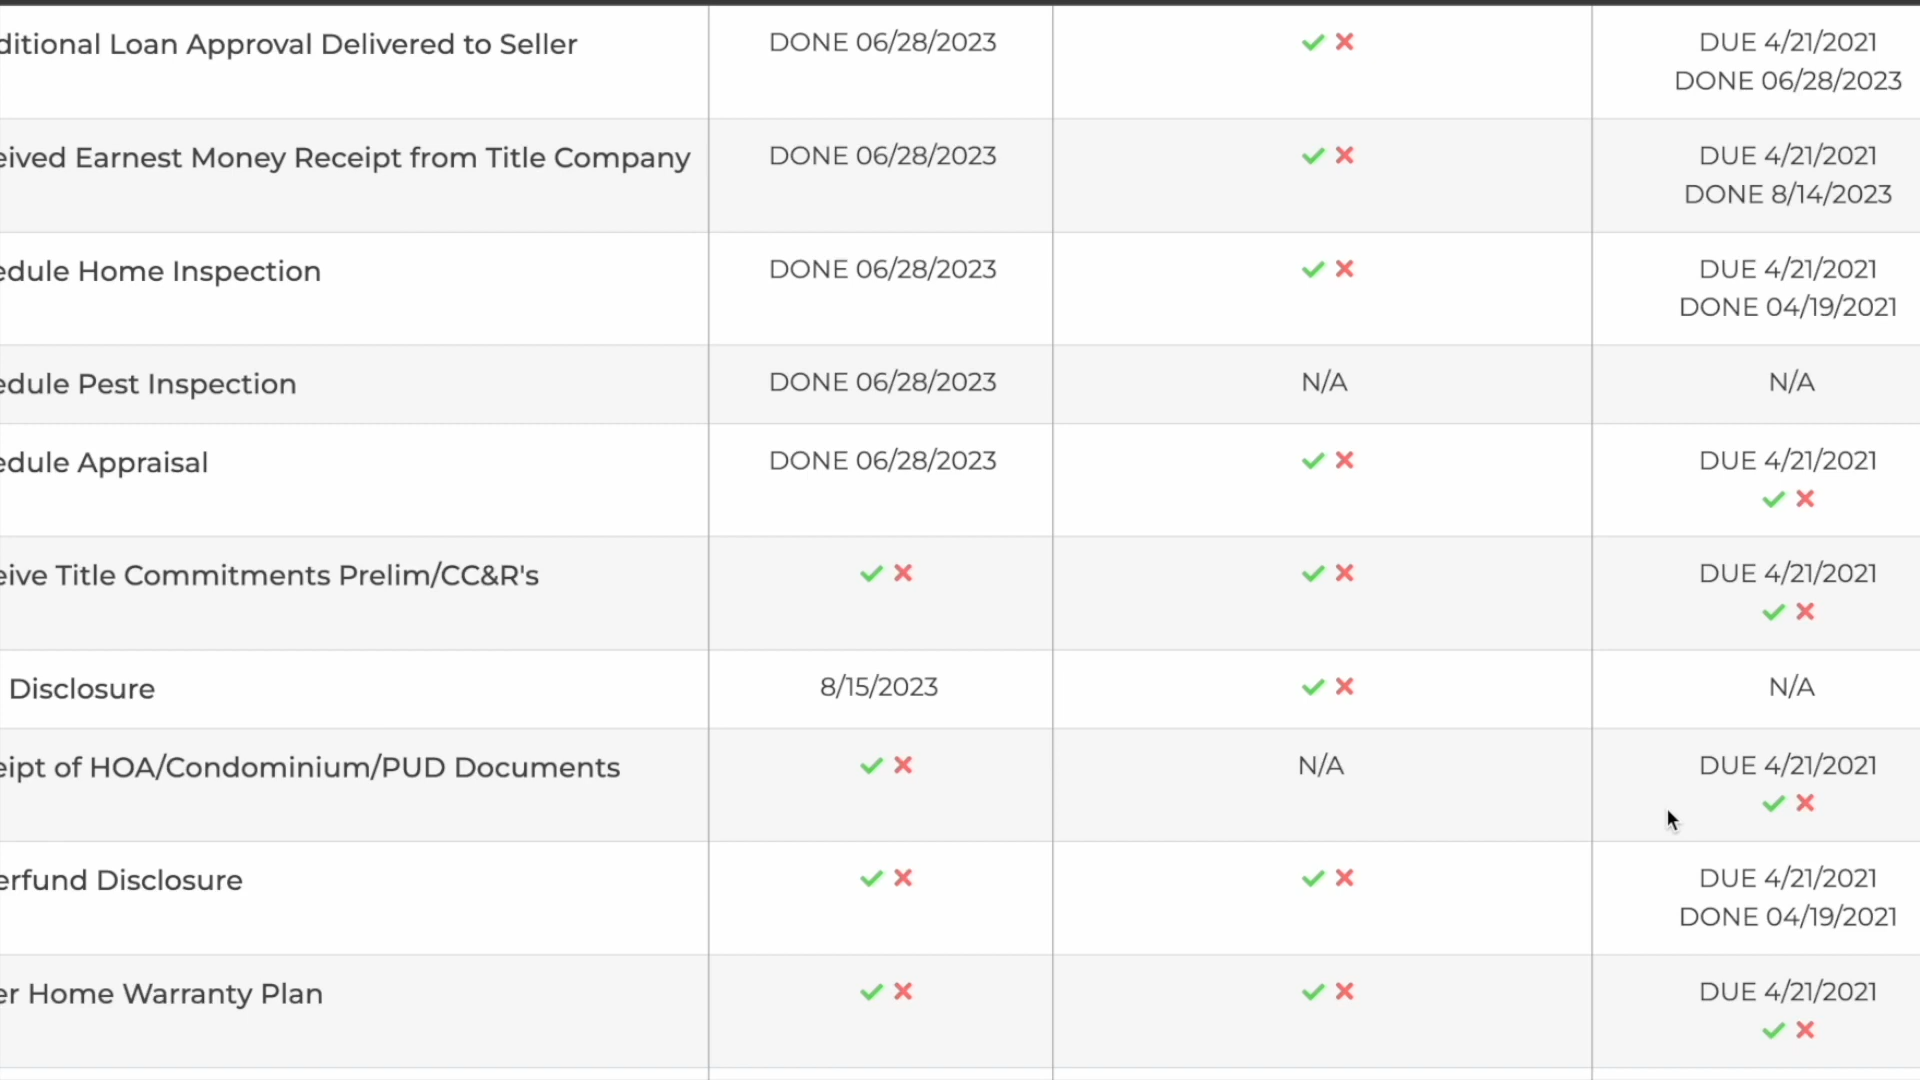 ditional Loan Approval Delivered to Seller DONE 06/28/2023 DUE 4/21/2021
DONE 06/28/2023
eived Earnest Money Receipt from Title Company DONE 06/28/2023 DUE 4/21/2021
DONE 8/14/2023
edule Home Inspection DONE 06/28/2023 DUE 4/21/2021
DONE 04/19/2021
edule Pest Inspection DONE 06/28/2023 N/A N/A
edule Appraisal DONE 06/28/2023 DUE 4/21/2021
eive Title Commitments Prelim/CC&R's DUE 4/21/2021
Disclosure 8/15/2023 N/A
eipt of HOA/Condominium/PUD Documents N/A DUE 4/21/2021
erfund Disclosure DUE 4/21/2021
DONE 04/19/2021
er Home Warranty Plan DUE 4/21/2021